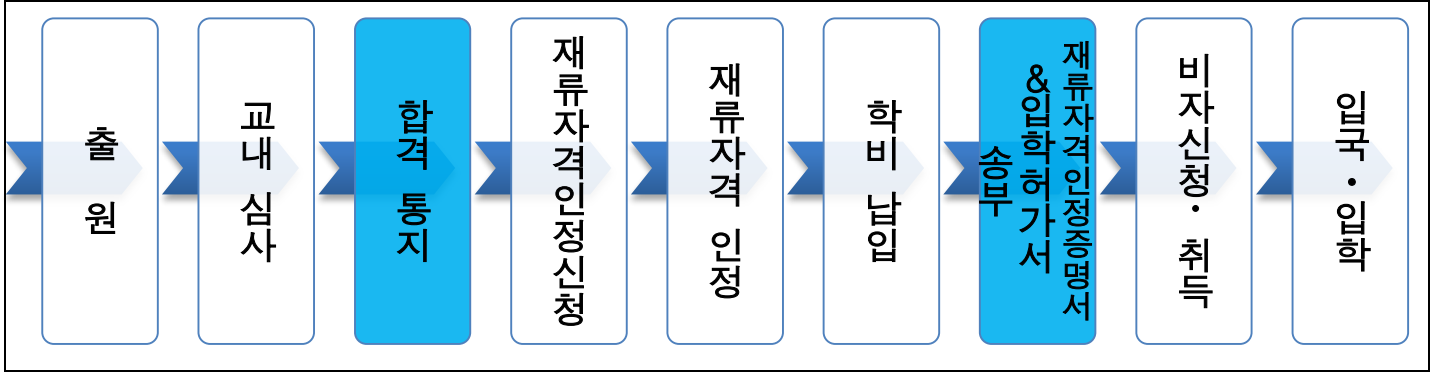 출 원
교내 심사
합격 통지
재류자격인정신청
재류자격 인정
학비 납입
재류자격인정증명서
&입학허가서
송부
비자신청· 취득
입국·입학